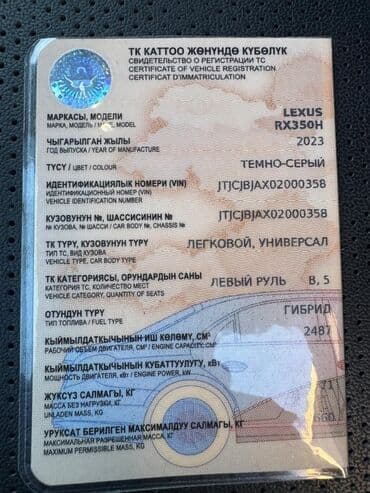 ТК КАТТОО ЖӨНҮНДӨ КҮБӨЛҮК
СВИДЕТЕЛЬСТВО О РЕГИСТРАЦИИ ТС
CERTIFICATE OF VEHICLE REGISTRATION
CERTIFICAT D'IMMATRICULATION
МАРКАСЫ, МОДЕЛИ LEXUS
МАРКА, МОДЕЛЬ / MAKE, MODEL RX350H
ЧЫГАРЫЛГАН ЖЫЛЫ 2023
ГОД ВЫПУСКА / YEAR OF MANUFACTURE
ТҮСҮ / ЦВЕТ / COLOUR ТЕМНО-СЕРЫЙ
ИДЕНТИФИКАЦИЯЛЫК НОМЕРИ (VIN) JTJCJBJAX02000358
ИДЕНТИФИКАЦИОННЫЙ НОМЕР (VIN)
VEHICLE IDENTIFICATION NUMBER
КУЗОВУНУН №, ШАССИСИНИН № JTJCJBJAX02000358
№ КУЗОВА, № ШАССИ / CAR BODY №, CHASSIS №
ТК ТҮРҮ, КУЗОВУНУН ТҮРҮ ЛЕГКОВОЙ, УНИВЕРСАЛ
ТИП ТС, ВИД КУЗОВА
VEHICLE TYPE, CAR BODY TYPE
ТК КАТЕГОРИЯСЫ, ОРУНДАРДЫН САНЫ ЛЕВЫЙ РУЛЬ B, 5
КАТЕГОРИЯ ТС, КОЛИЧЕСТВО МЕСТ
VEHICLE CATEGORY, QUANTITY OF SEATS
ОТУНДУН ТҮРҮ ГИБРИД
ТИП ТОПЛИВА / FUEL TYPE
КЫЙМЫЛДАТКЫЧЫНЫН ИШ КӨЛӨМҮ, СМ³ 2487
РАБОЧИЙ ОБЪЕМ ДВИГАТЕЛЯ, СМ³ / ENGINE CAPACITY, CM³
КЫЙМЫЛДАТКЫЧЫНЫН КУБАТТУУЛУГУ, кВт
МОЩНОСТЬ ДВИГАТЕЛЯ, кВт / ENGINE POWER, kW
ЖҮКСҮЗ САЛМАГЫ, КГ
МАССА БЕЗ НАГРУЗКИ, КГ
UNLADEN MASS, KG
УРУКСАТ БЕРИЛГЕН МАКСИМАЛДУУ САЛМАГЫ, КГ
МАКСИМАЛЬНАЯ РАЗРЕШЕННАЯ МАССА, КГ
MAXIMUM PERMISSIBLE MASS, KG